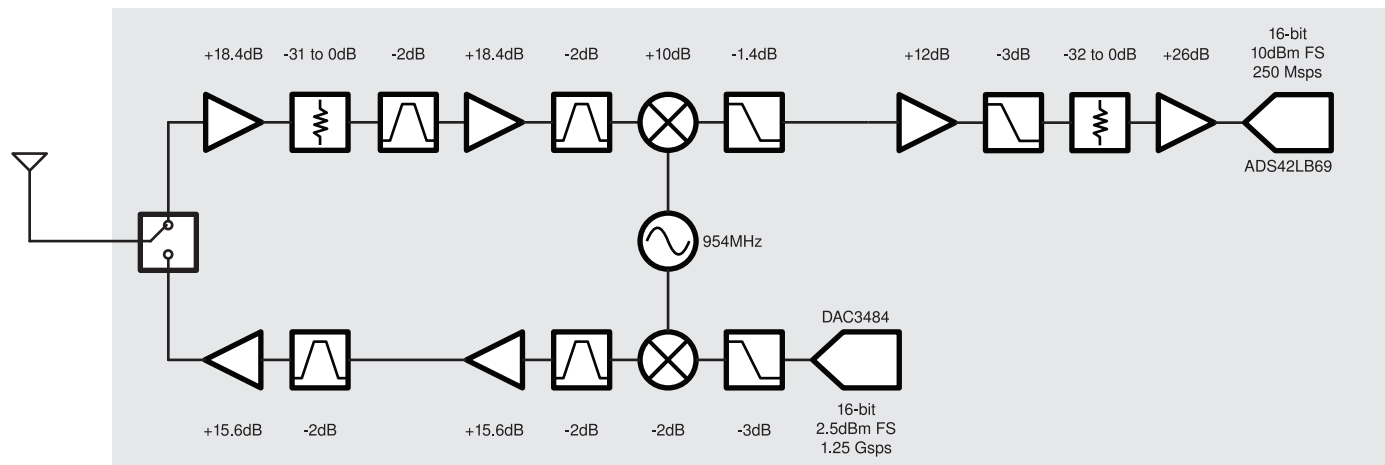 +18.4dB
-31 to 0dB
-2dB
+18.4dB
-2dB
+10dB
-1.4dB
+12dB
-3dB
-32 to 0dB
+26dB
16-bit
10dBm FS
250 Msps
ADS42LB69
954MHz
DAC3484
+15.6dB
-2dB
+15.6dB
-2dB
-2dB
-3dB
16-bit
2.5dBm FS
1.25 Gsps